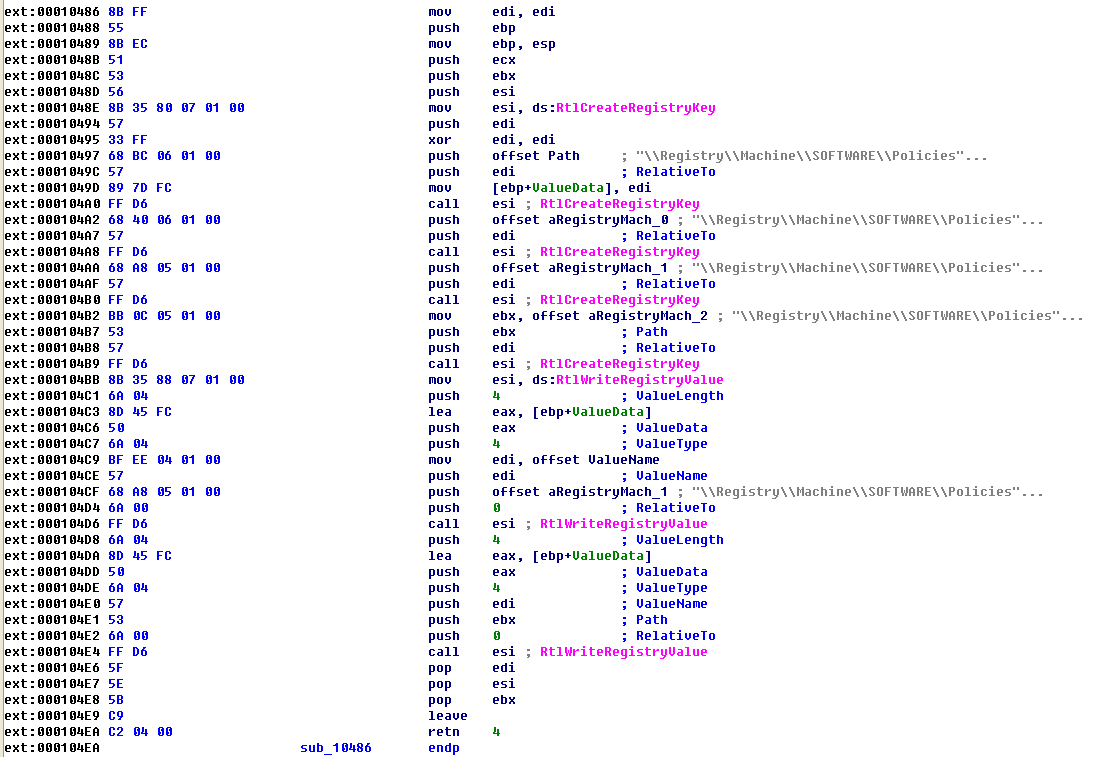 ext:00010486 8B FF mov edi, edi
ext:00010488 55 push ebp
ext:00010489 8B EC mov ebp, esp
ext:0001048B 51 push ecx
ext:0001048C 53 push ebx
ext:0001048D 56 push esi
ext:0001048E 8B 35 80 07 01 00 mov esi, ds:RtlCreateRegistryKey
ext:00010494 57 push edi
ext:00010495 33 FF xor edi, edi
ext:00010497 68 BC 06 01 00 push offset Path ; "\\Registry\\Machine\\SOFTWARE\\Policies"...
ext:0001049C 57 push edi ; RelativeTo
ext:0001049D 89 7D FC mov [ebp+ValueData], edi
ext:000104A0 FF D6 call esi ; RtlCreateRegistryKey
ext:000104A2 68 40 06 01 00 push offset aRegistryMach_0 ; "\\Registry\\Machine\\SOFTWARE\\Policies"...
ext:000104A7 57 push edi ; RelativeTo
ext:000104A8 FF D6 call esi ; RtlCreateRegistryKey
ext:000104AA 68 A8 05 01 00 push offset aRegistryMach_1 ; "\\Registry\\Machine\\SOFTWARE\\Policies"...
ext:000104AF 57 push edi ; RelativeTo
ext:000104B0 FF D6 call esi ; RtlCreateRegistryKey
ext:000104B2 BB 0C 05 01 00 mov ebx, offset aRegistryMach_2 ; "\\Registry\\Machine\\SOFTWARE\\Policies"...
ext:000104B7 53 push ebx ; Path
ext:000104B8 57 push edi ; RelativeTo
ext:000104B9 FF D6 call esi ; RtlCreateRegistryKey
ext:000104BB 8B 35 88 07 01 00 mov esi, ds:RtlWriteRegistryValue
ext:000104C1 6A 04 push 4 ; ValueLength
ext:000104C3 8D 45 FC lea eax, [ebp+ValueData]
ext:000104C6 50 push eax ; ValueData
ext:000104C7 6A 04 push 4 ; ValueType
ext:000104C9 BF EE 04 01 00 mov edi, offset ValueName
ext:000104CE 57 push edi ; ValueName
ext:000104CF 68 A8 05 01 00 push offset aRegistryMach_1 ; "\\Registry\\Machine\\SOFTWARE\\Policies"...
ext:000104D4 6A 00 push 0 ; RelativeTo
ext:000104D6 FF D6 call esi ; RtlWriteRegistryValue
ext:000104D8 6A 04 push 4 ; ValueLength
ext:000104DA 8D 45 FC lea eax, [ebp+ValueData]
ext:000104DD 50 push eax ; ValueData
ext:000104DE 6A 04 push 4 ; ValueType
ext:000104E0 57 push edi ; ValueName
ext:000104E1 53 push ebx ; Path
ext:000104E2 6A 00 push 0 ; RelativeTo
ext:000104E4 FF D6 call esi ; RtlWriteRegistryValue
ext:000104E6 5F pop edi
ext:000104E7 5E pop esi
ext:000104E8 5B pop ebx
ext:000104E9 C9 leave
ext:000104EA C2 04 00 retn 4
ext:000104EA sub_10486 endp